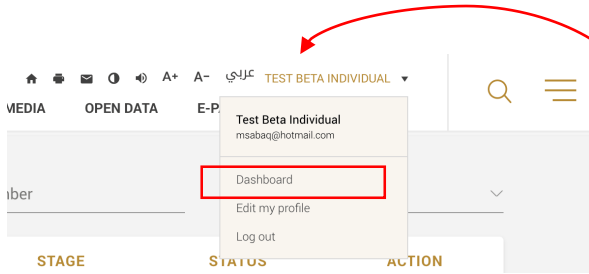 A+ A- عربي TEST BETA INDIVIDUAL
MEDIA OPEN DATA
Test Beta Individual
msabaq@hotmail.com
Dashboard
Edit my profile
Log out
STAGE STATUS ACTION